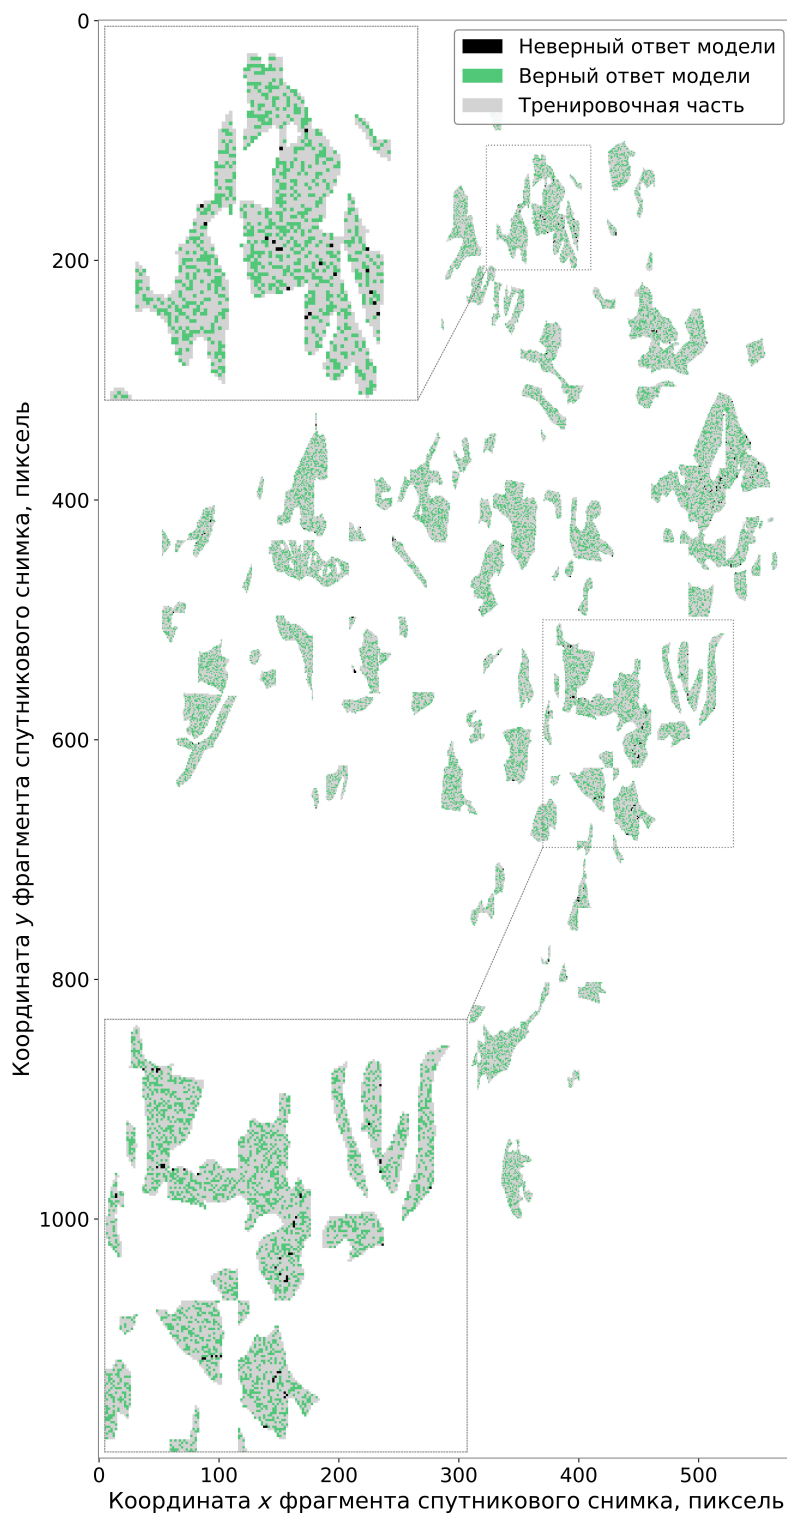 0
Неверный ответ модели
Верный ответ модели
Тренировочная часть
200
400
600
800
1000
Координата y фрагмента спутникового снимка, пиксель
0 100 200 300 400 500
Координата x фрагмента спутникового снимка, пиксель